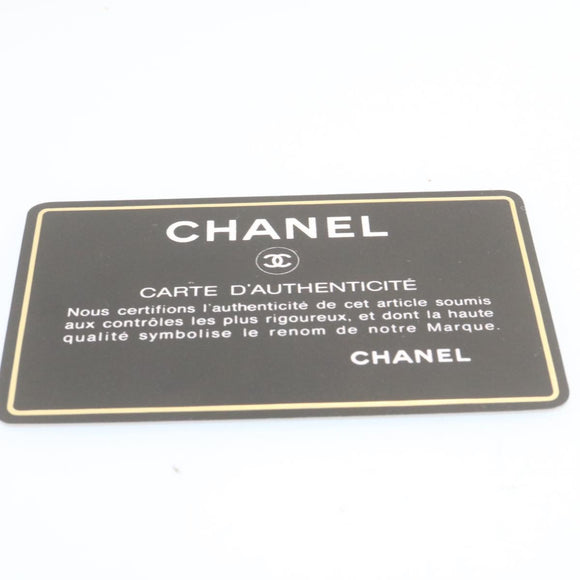 CHANEL
CARTE D'AUTHENTICITÉ
Nous certifions l'authenticité de cet article soumis
aux contrôles les plus rigoureux, et dont la haute
qualité symbolise le renom de notre Marque.
CHANEL